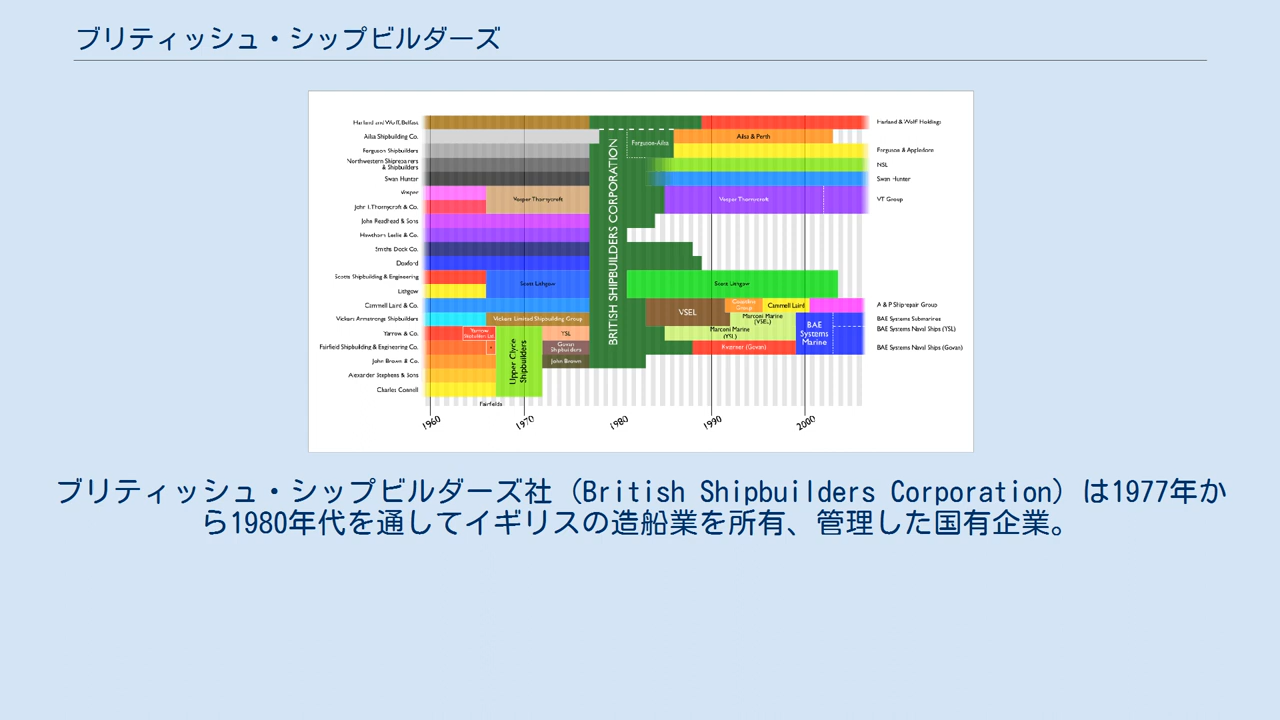 ブリティッシュ・シップビルダーズ
Harland and Wolff, Belfast
Harland & Wolff Holdings
Ailsa Shipbuilding Co.
Ailsa & Perth
Ferguson Shipbuilders
Ferguson-Ailsa
Ferguson & Appledore
Northwestern Shiprepairers
& Shipbuilders
NSL
Swan Hunter
Swan Hunter
Vosper
Vosper Thornycroft
Vosper Thornycroft
VT Group
John I.Thornycroft & Co.
John Readhead & Sons
Hawthorn Leslie & Co.
Smiths Dock Co.
Doxford
BRITISH SHIPBUILDERS CORPORATION
Scotts Shipbuilding & Engineering
Scott Lithgow
Scott Lithgow
Lithgow
Cammell Laird & Co.
VSEL
Coastline
Group
Cammell Laird
A & P Shiprepair Group
Vickers Armstrongs Shipbuilders
Vickers Limited Shipbuilding Group
Marconi Marine
(VSEL)
BAE
Systems
Marine
BAE Systems Submarines
BAE Systems Naval Ships (YSL)
Yarrow & Co.
Yarrow
Shipbuilders Ltd
YSL
Marconi Marine
(YSL)
Fairfield Shipbuilding & Engineering Co.
Upper Clyde
Shipbuilders
Govan
Shipbuilders
Kvaerner (Govan)
BAE Systems Naval Ships (Govan)
John Brown & Co.
John Brown
Alexander Stephens & Sons
Charles Connell
Fairfields
1960
1970
1980
1990
2000
ブリティッシュ・シップビルダーズ社（British Shipbuilders Corporation）は1977年か
ら1980年代を通してイギリスの造船業を所有、管理した国有企業。